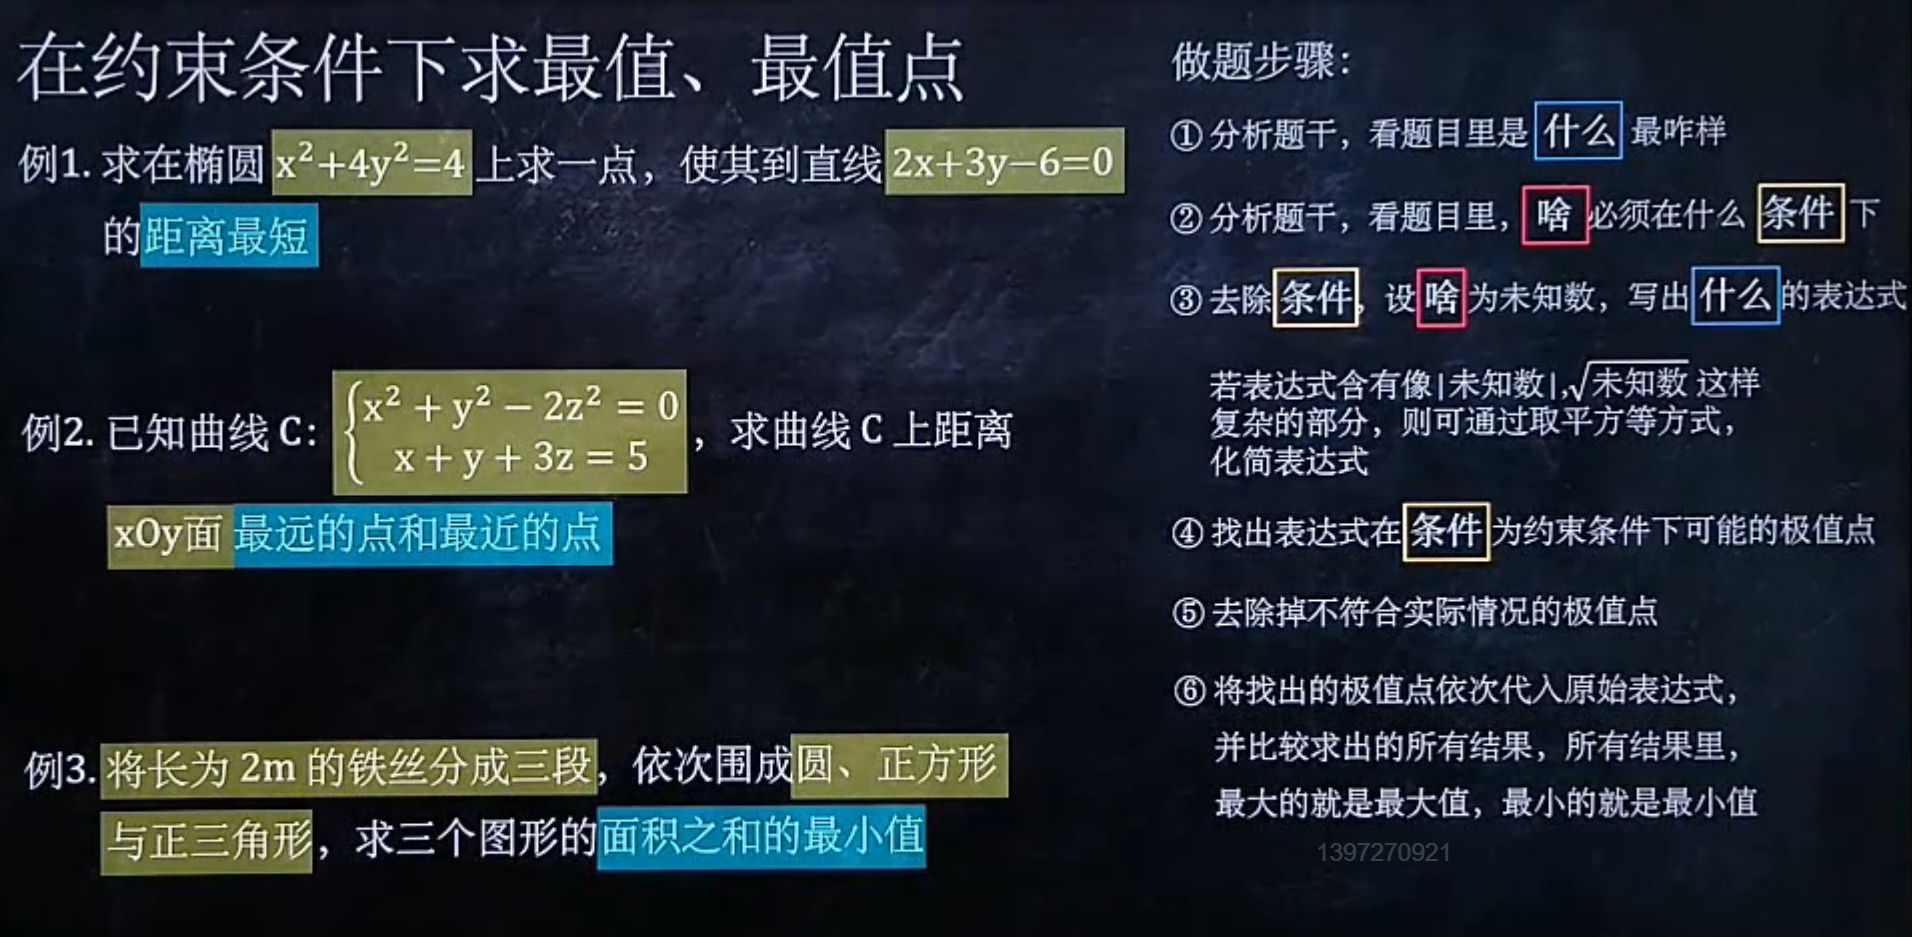 在约束条件下求最值、最值点
例1. 求在椭圆 x²+4y²=4 上求一点，使其到直线 2x+3y−6=0
的距离最短
例2. 已知曲线 C: { x² + y² − 2z² = 0
x + y + 3z = 5 ，求曲线 C 上距离
xOy面 最远的点和最近的点
例3. 将长为 2m 的铁丝分成三段，依次围成圆、正方形
与正三角形，求三个图形的面积之和的最小值
做题步骤：
① 分析题干，看题目里是 什么 最咋样
② 分析题干，看题目里， 啥 必须在什么 条件 下
③ 去除 条件 ，设 啥 为未知数，写出 什么 的表达式
若表达式含有像|未知数|,√未知数 这样
复杂的部分，则可通过取平方等方式，
化简表达式
④ 找出表达式在 条件 为约束条件下可能的极值点
⑤ 去除掉不符合实际情况的极值点
⑥ 将找出的极值点依次代入原始表达式，
并比较求出的所有结果，所有结果里，
最大的就是最大值，最小的就是最小值
1397270921